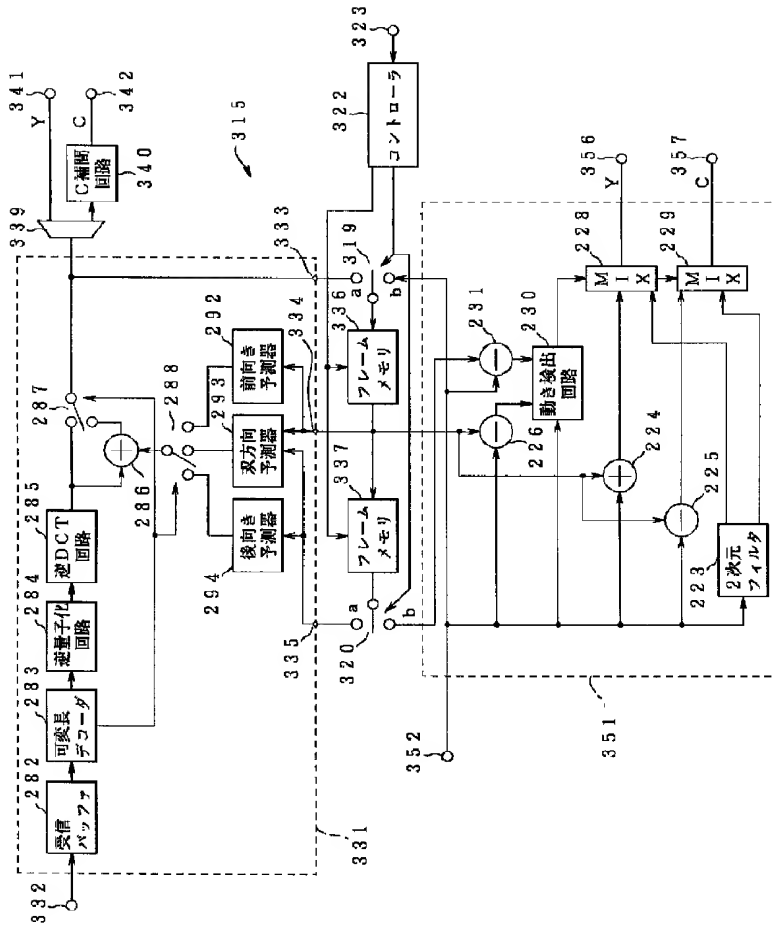 332
受信
バッファ
282
可変長
デコーダ
283
逆量子化
回路
284
逆DCT
回路
285
286
287
288
後向き
予測器
294
双方向
予測器
293
前向き
予測器
292
331
339
C補間
回路
340
Y
341
C
342
315
335
334
333
a
b
320
フレーム
メモリ
337
フレーム
メモリ
336
a
b
319
コントローラ
322
323
352
351
231
226
動き検出
回路
230
224
225
2次元
フィルタ
223
MIX
228
MIX
229
Y
356
C
357